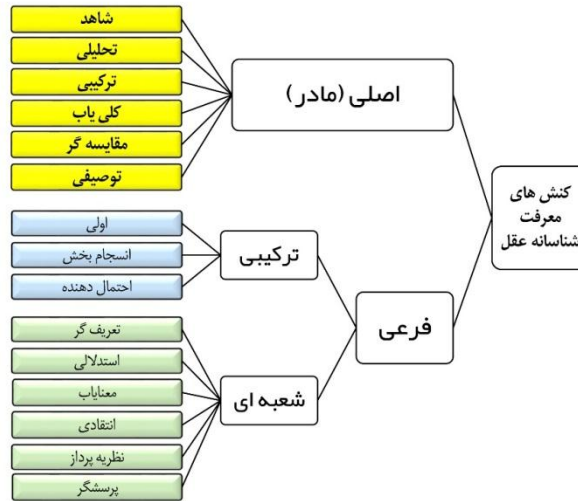 کنش های
معرفت
شناسانه عقل
اصلی (مادر)
شاهد
تحلیلی
ترکیبی
کلی یاب
مقایسه گر
توصیفی
فرعی
ترکیبی
اولی
انسجام بخش
احتمال دهنده
شعبه ای
تعریف گر
استدلالی
معنایاب
انتقادی
نظریه پرداز
پرسشگر